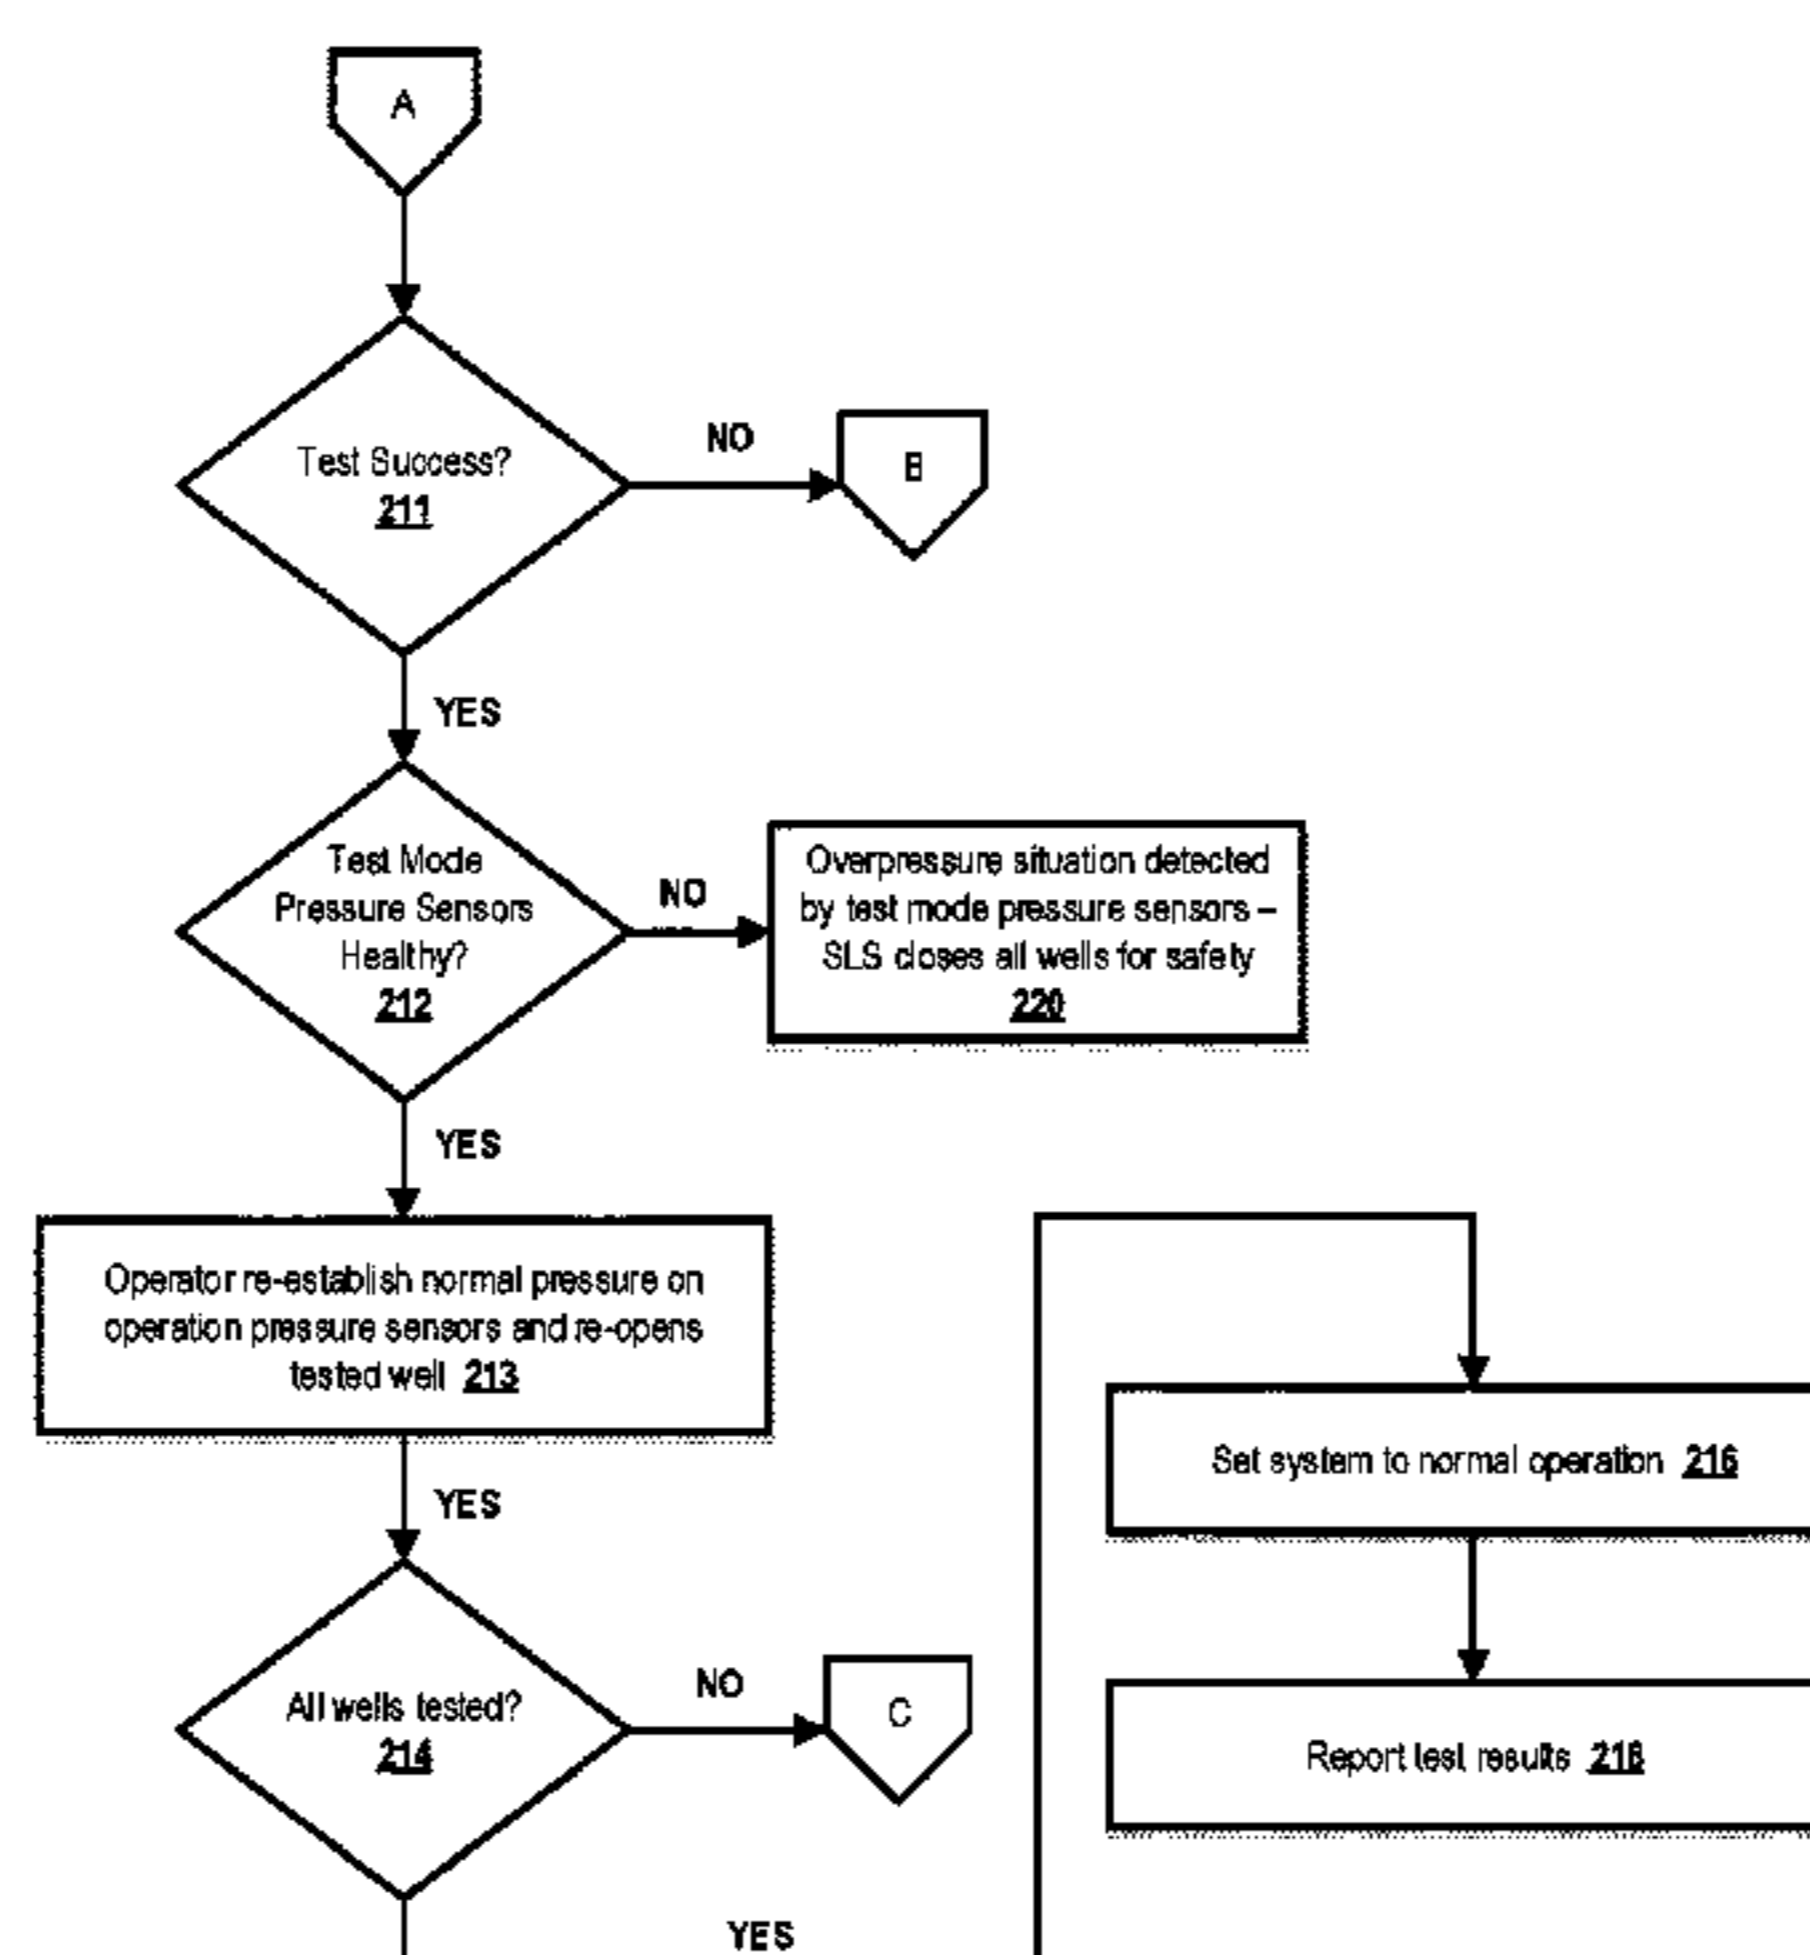 A
Test Success?
211
NO
B
YES
Test Mode
Pressure Sensors
Healthy?
212
NO
Overpressure situation detected
by test mode pressure sensors –
SLS closes all wells for safety
220
YES
Operator re-establish normal pressure on
operation pressure sensors and re-opens
tested well 213
YES
All wells tested?
214
NO
C
YES
Set system to normal operation 216
Report test results 218